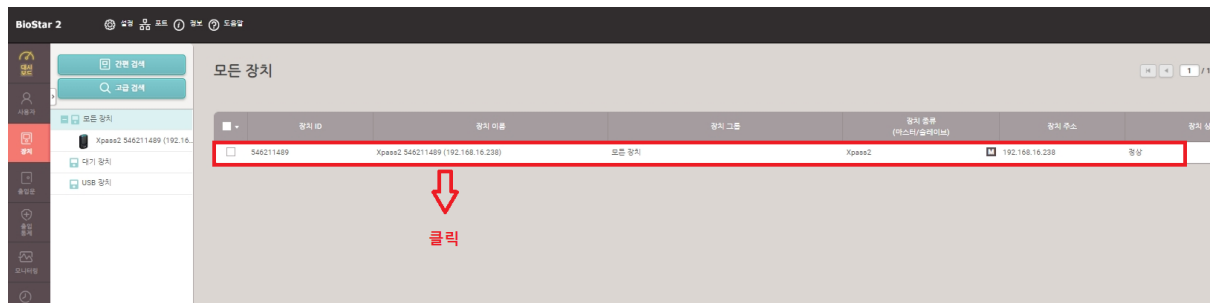 BioStar 2 설정 포트 정보 도움말
대시
보드
사용자
장치
출입문
출입
통제
모니터링
간편 검색
고급 검색
모든 장치
Xpass2 546211489 (192.16...
대기 장치
USB 장치
모든 장치
1 / 1
장치 ID 장치 이름 장치 그룹 장치 종류 장치 주소 장치 상
(마스터/슬레이브)
546211489 Xpass2 546211489 (192.168.16.238) 모든 장치 Xpass2 M 192.168.16.238 정상
클릭